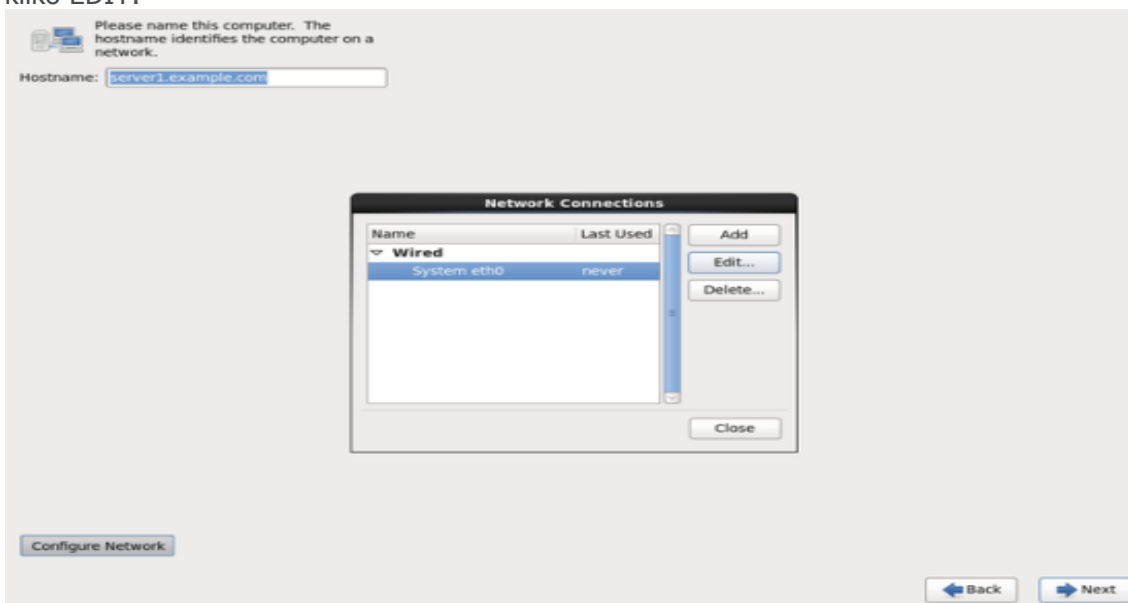 kliks EDIT:
Please name this computer. The
hostname identifies the computer on a
network.
Hostname: server1.example.com
Network Connections
Name Last Used
Wired
System eth0 never
Add
Edit...
Delete...
Close
Configure Network
Back Next